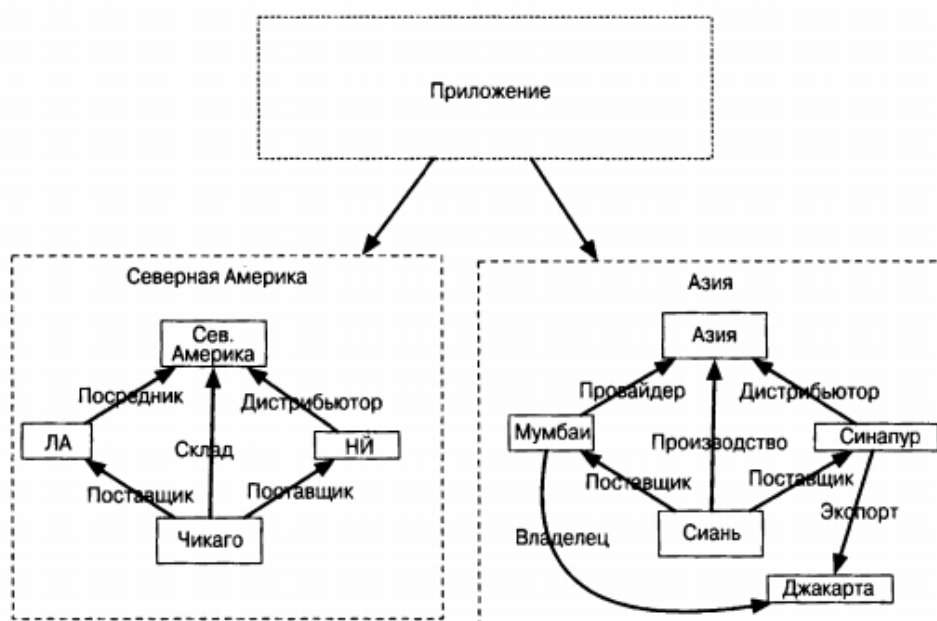 Приложение
Северная Америка
Сев.
Америка
Посредник
Дистрибьютор
ЛА
Склад
НЙ
Поставщик
Поставщик
Чикаго
Азия
Азия
Провайдер
Дистрибьютор
Мумбаи
Производство
Синапур
Поставщик
Поставщик
Экспорт
Владелец
Сиань
Джакарта